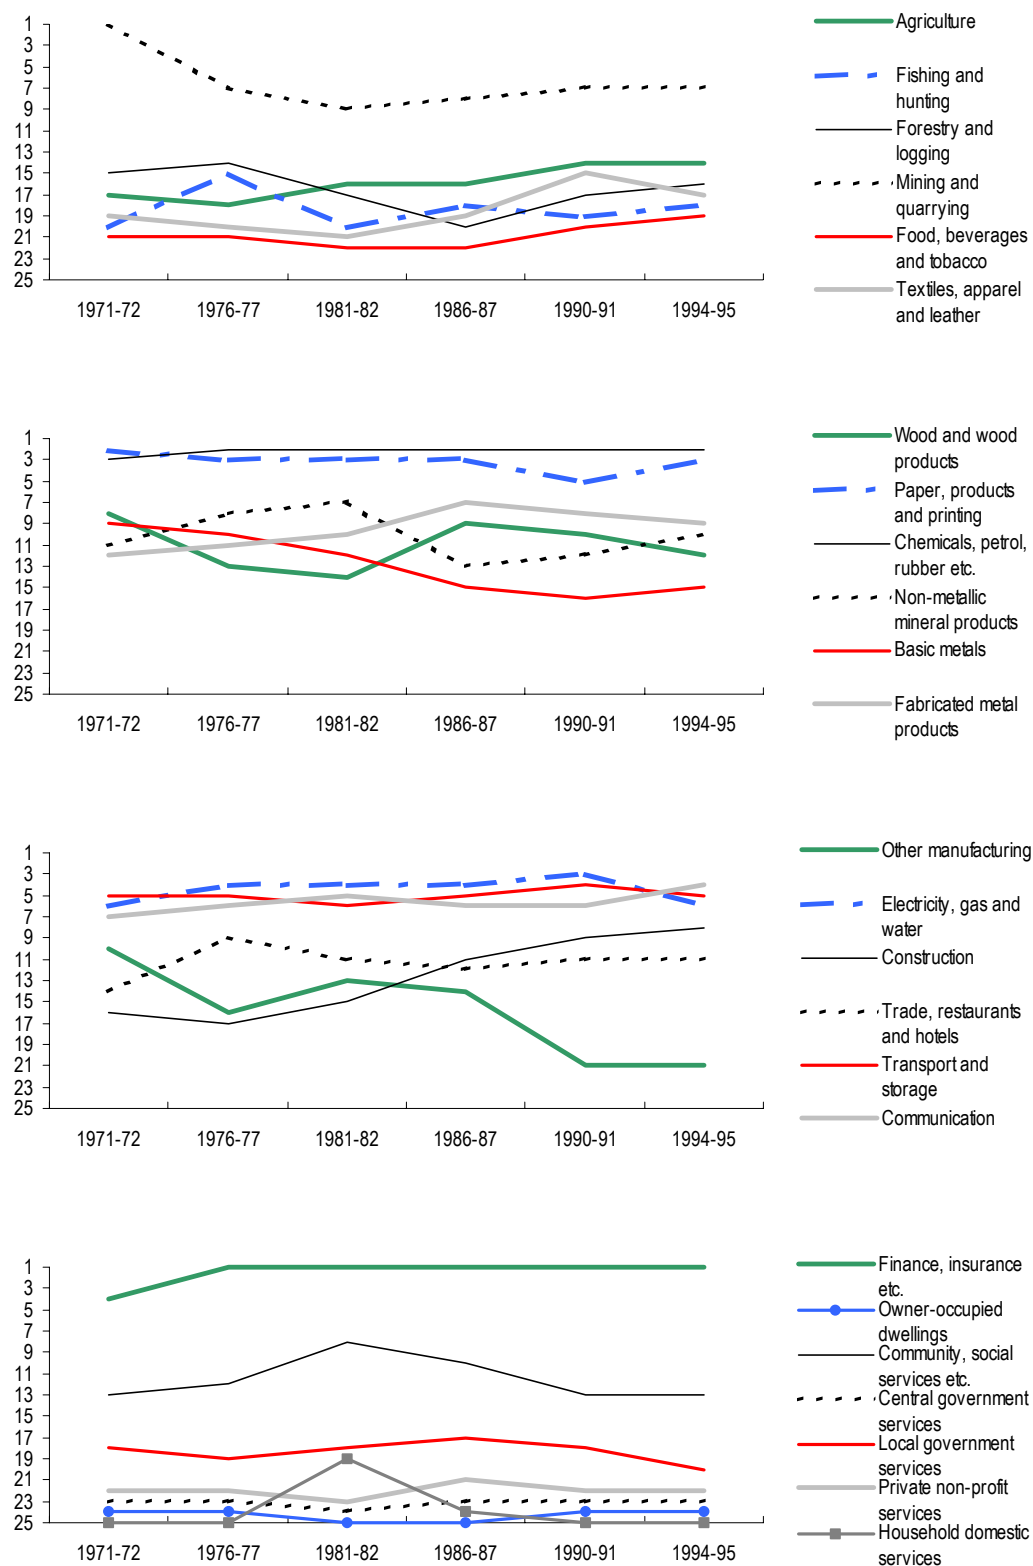 1
3
5
7
9
11
13
15
17
19
21
23
25
1971-72 1976-77 1981-82 1986-87 1990-91 1994-95
Agriculture
Fishing and
hunting
Forestry and
logging
Mining and
quarrying
Food, beverages
and tobacco
Textiles, apparel
and leather
1
3
5
7
9
11
13
15
17
19
21
23
25
1971-72 1976-77 1981-82 1986-87 1990-91 1994-95
Wood and wood
products
Paper, products
and printing
Chemicals, petrol,
rubber etc.
Non-metallic
mineral products
Basic metals
Fabricated metal
products
1
3
5
7
9
11
13
15
17
19
21
23
25
1971-72 1976-77 1981-82 1986-87 1990-91 1994-95
Other manufacturing
Electricity, gas and
water
Construction
Trade, restaurants
and hotels
Transport and
storage
Communication
1
3
5
7
9
11
13
15
17
19
21
23
25
1971-72 1976-77 1981-82 1986-87 1990-91 1994-95
Finance, insurance
etc.
Owner-occupied
dwellings
Community, social
services etc.
Central government
services
Local government
services
Private non-profit
services
Household domestic
services